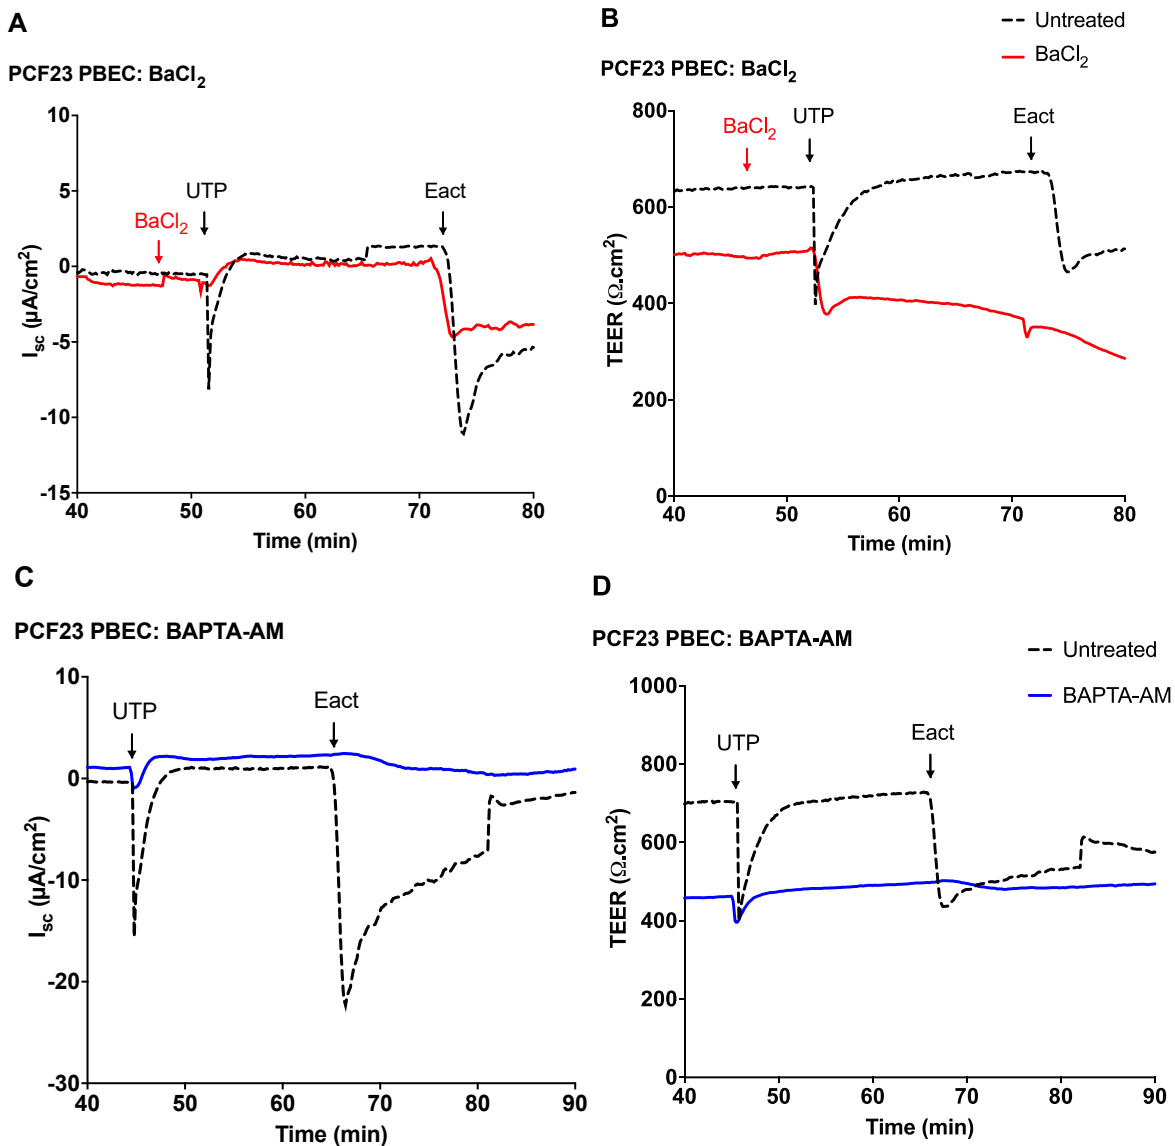 A
PCF23 PBEC: BaCl₂
10
5
0
-5
-10
-15
I_sc (µA/cm²)
BaCl₂
UTP
Eact
40 50 60 70 80
Time (min)
B
Untreated
BaCl₂
PCF23 PBEC: BaCl₂
800
600
400
200
0
TEER (Ω.cm²)
BaCl₂
UTP
Eact
40 50 60 70 80
Time (min)
C
PCF23 PBEC: BAPTA-AM
10
0
-10
-20
-30
I_sc (µA/cm²)
UTP
Eact
40 50 60 70 80 90
Time (min)
D
PCF23 PBEC: BAPTA-AM
Untreated
BAPTA-AM
1000
800
600
400
200
0
TEER (Ω.cm²)
UTP
Eact
40 50 60 70 80 90
Time (min)